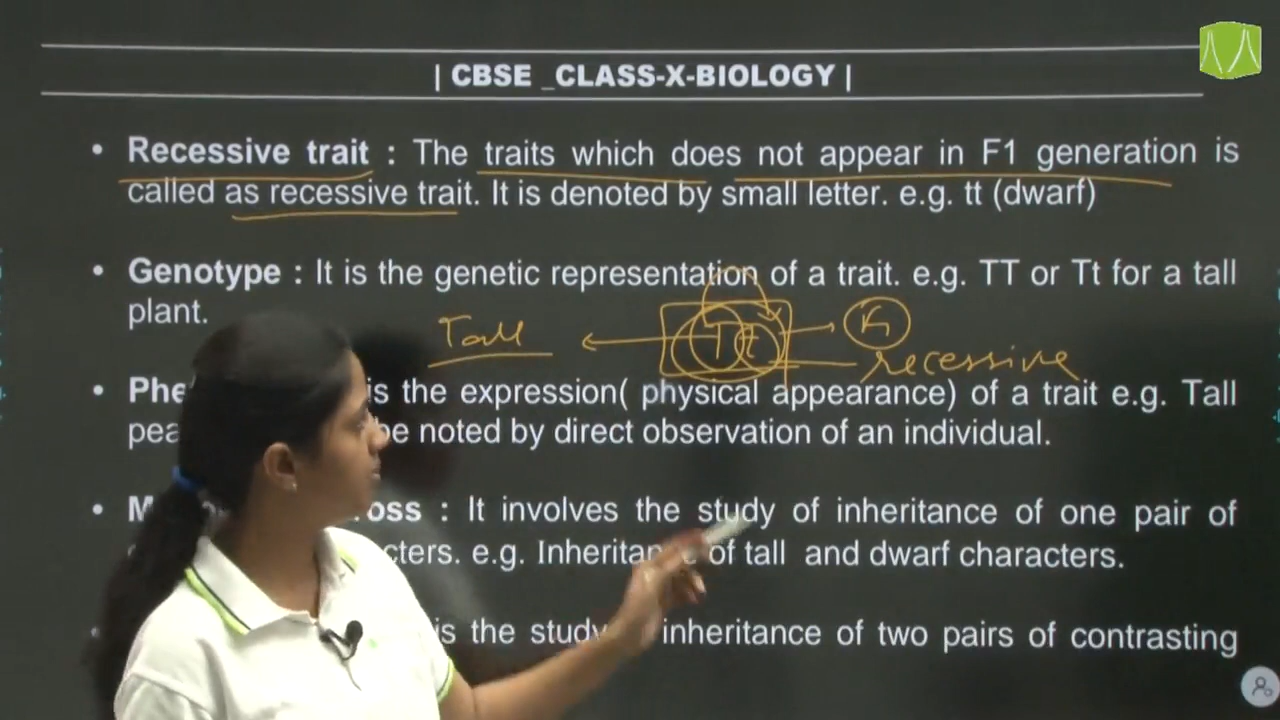 | CBSE _CLASS-X-BIOLOGY |
• Recessive trait : The traits which does not appear in F1 generation is
called as recessive trait. It is denoted by small letter. e.g. tt (dwarf)
• Genotype : It is the genetic representation of a trait. e.g. TT or Tt for a tall
plant.
Tall Tt F1
recessive
• Phe is the expression( physical appearance) of a trait e.g. Tall
pea be noted by direct observation of an individual.
• M oss : It involves the study of inheritance of one pair of
cters. e.g. Inheritan of tall and dwarf characters.
is the study inheritance of two pairs of contrasting